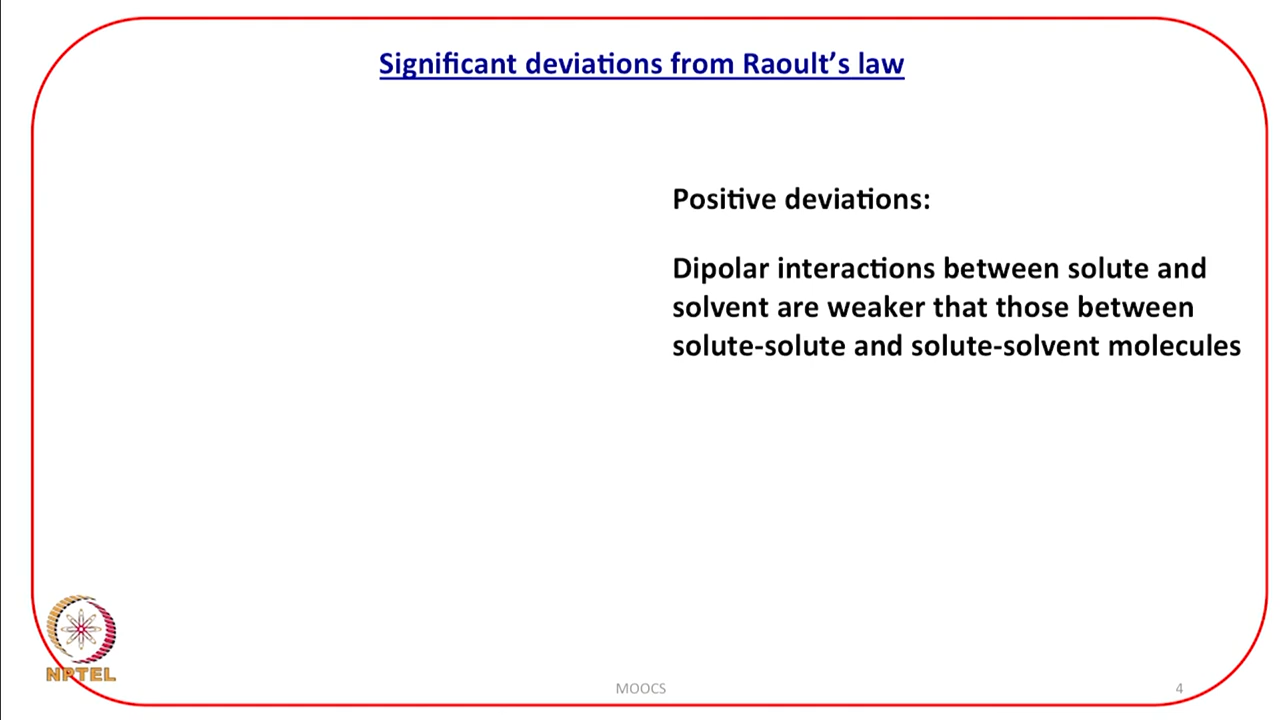 Significant deviations from Raoult’s law
Positive deviations:
Dipolar interactions between solute and
solvent are weaker that those between
solute-solute and solute-solvent molecules
NPTEL
MOOCS
4